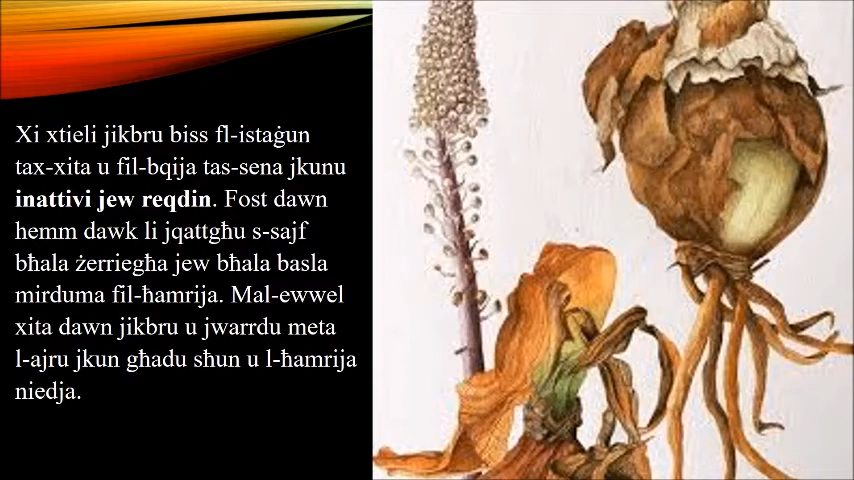 Xi xtieli jikbru biss fl-istaġun
tax-xita u fil-bqija tas-sena jkunu
inattivi jew reqdin. Fost dawn
hemm dawk li jqattgħu s-sajf
bħala żerriegħa jew bħala basla
mirduma fil-ħamrija. Mal-ewwel
xita dawn jikbru u jwarrdu meta
l-ajru jkun għadu sħun u l-ħamrija
niedja.